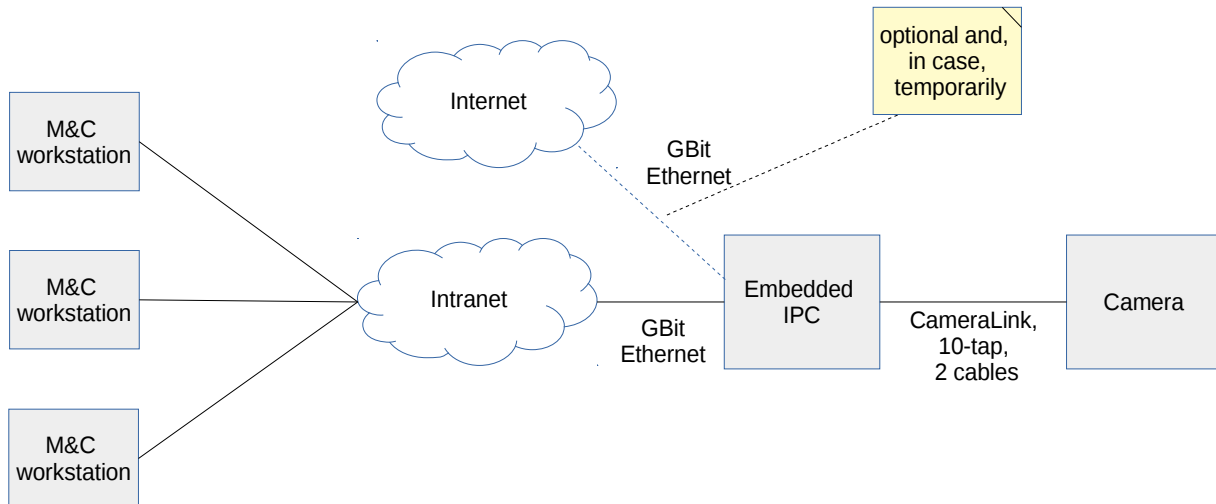 optional and,
in case,
temporarily
Internet
M&C
workstation
GBit
Ethernet
M&C
workstation
Intranet
GBit
Ethernet
Embedded
IPC
CameraLink,
10-tap,
2 cables
Camera
M&C
workstation